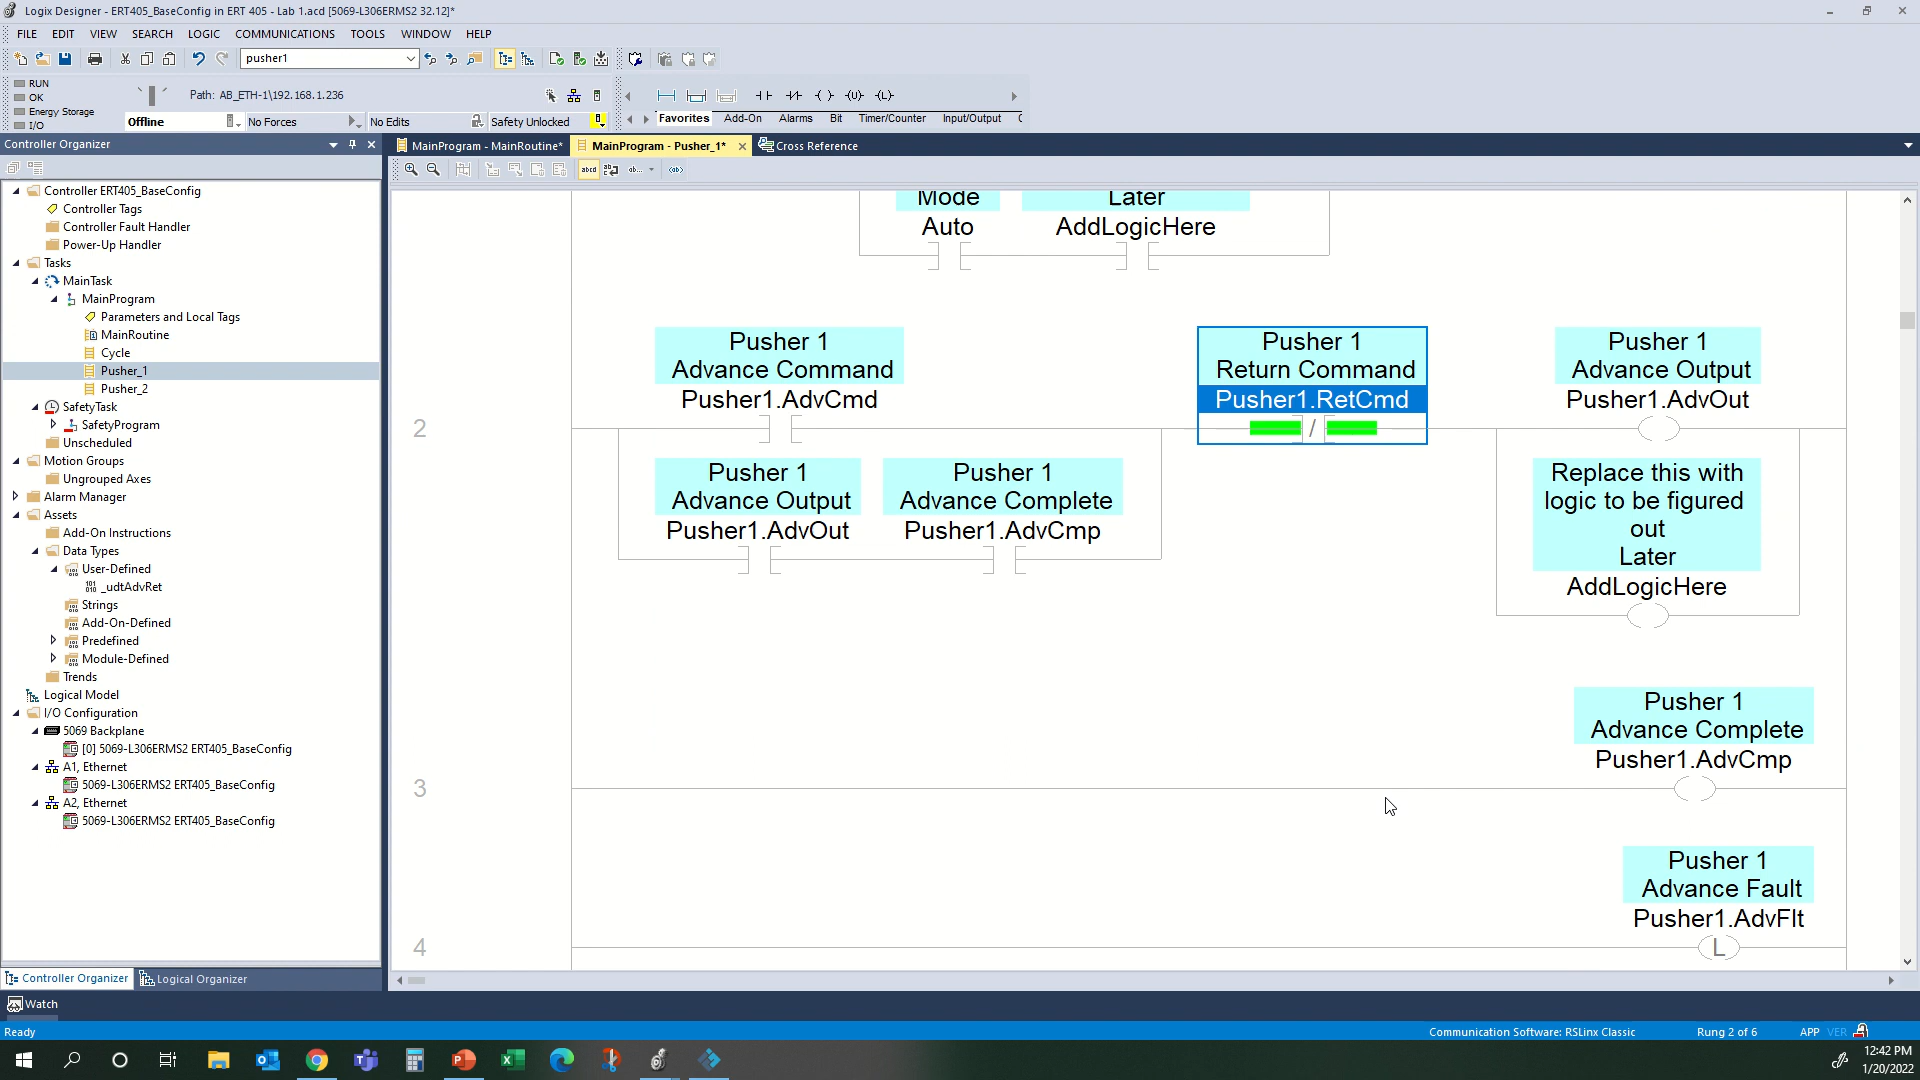 Logix Designer - ERT405_BaseConfig in ERT 405 - Lab 1.acd [5069-L306ERMS2 32.12]*
FILE EDIT VIEW SEARCH LOGIC COMMUNICATIONS TOOLS WINDOW HELP
pusher1
RUN
OK
Energy Storage
I/O
Path: AB_ETH-1\192.168.1.236
Offline
No Forces
No Edits
Safety Unlocked
Favorites Add-On Alarms Bit Timer/Counter Input/Output
Controller Organizer
MainProgram - MainRoutine*
MainProgram - Pusher_1*
Cross Reference
Controller ERT405_BaseConfig
Controller Tags
Controller Fault Handler
Power-Up Handler
Tasks
MainTask
MainProgram
Parameters and Local Tags
MainRoutine
Cycle
Pusher_1
Pusher_2
SafetyTask
SafetyProgram
Unscheduled
Motion Groups
Ungrouped Axes
Alarm Manager
Assets
Add-On Instructions
Data Types
User-Defined
_udtAdvRet
Strings
Add-On-Defined
Predefined
Module-Defined
Trends
Logical Model
I/O Configuration
5069 Backplane
[0] 5069-L306ERMS2 ERT405_BaseConfig
A1, Ethernet
5069-L306ERMS2 ERT405_BaseConfig
A2, Ethernet
5069-L306ERMS2 ERT405_BaseConfig
Controller Organizer
Logical Organizer
Mode
Auto
Later
AddLogicHere
2
Pusher 1
Advance Command
Pusher1.AdvCmd
Pusher 1
Return Command
Pusher1.RetCmd
Pusher 1
Advance Output
Pusher1.AdvOut
Pusher 1
Advance Output
Pusher1.AdvOut
Pusher 1
Advance Complete
Pusher1.AdvCmp
Replace this with
logic to be figured
out
Later
AddLogicHere
3
Pusher 1
Advance Complete
Pusher1.AdvCmp
4
Pusher 1
Advance Fault
Pusher1.AdvFlt
L
Watch
Ready
Communication Software: RSLinx Classic
Rung 2 of 6
APP VER
12:42 PM
1/20/2022